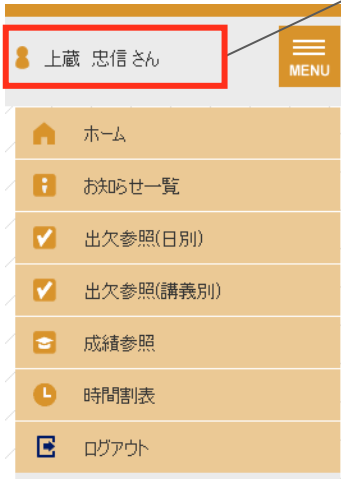 上蔵 忠信さん
MENU
ホーム
お知らせ一覧
出欠参照(日別)
出欠参照(講義別)
成績参照
時間割表
ログアウト